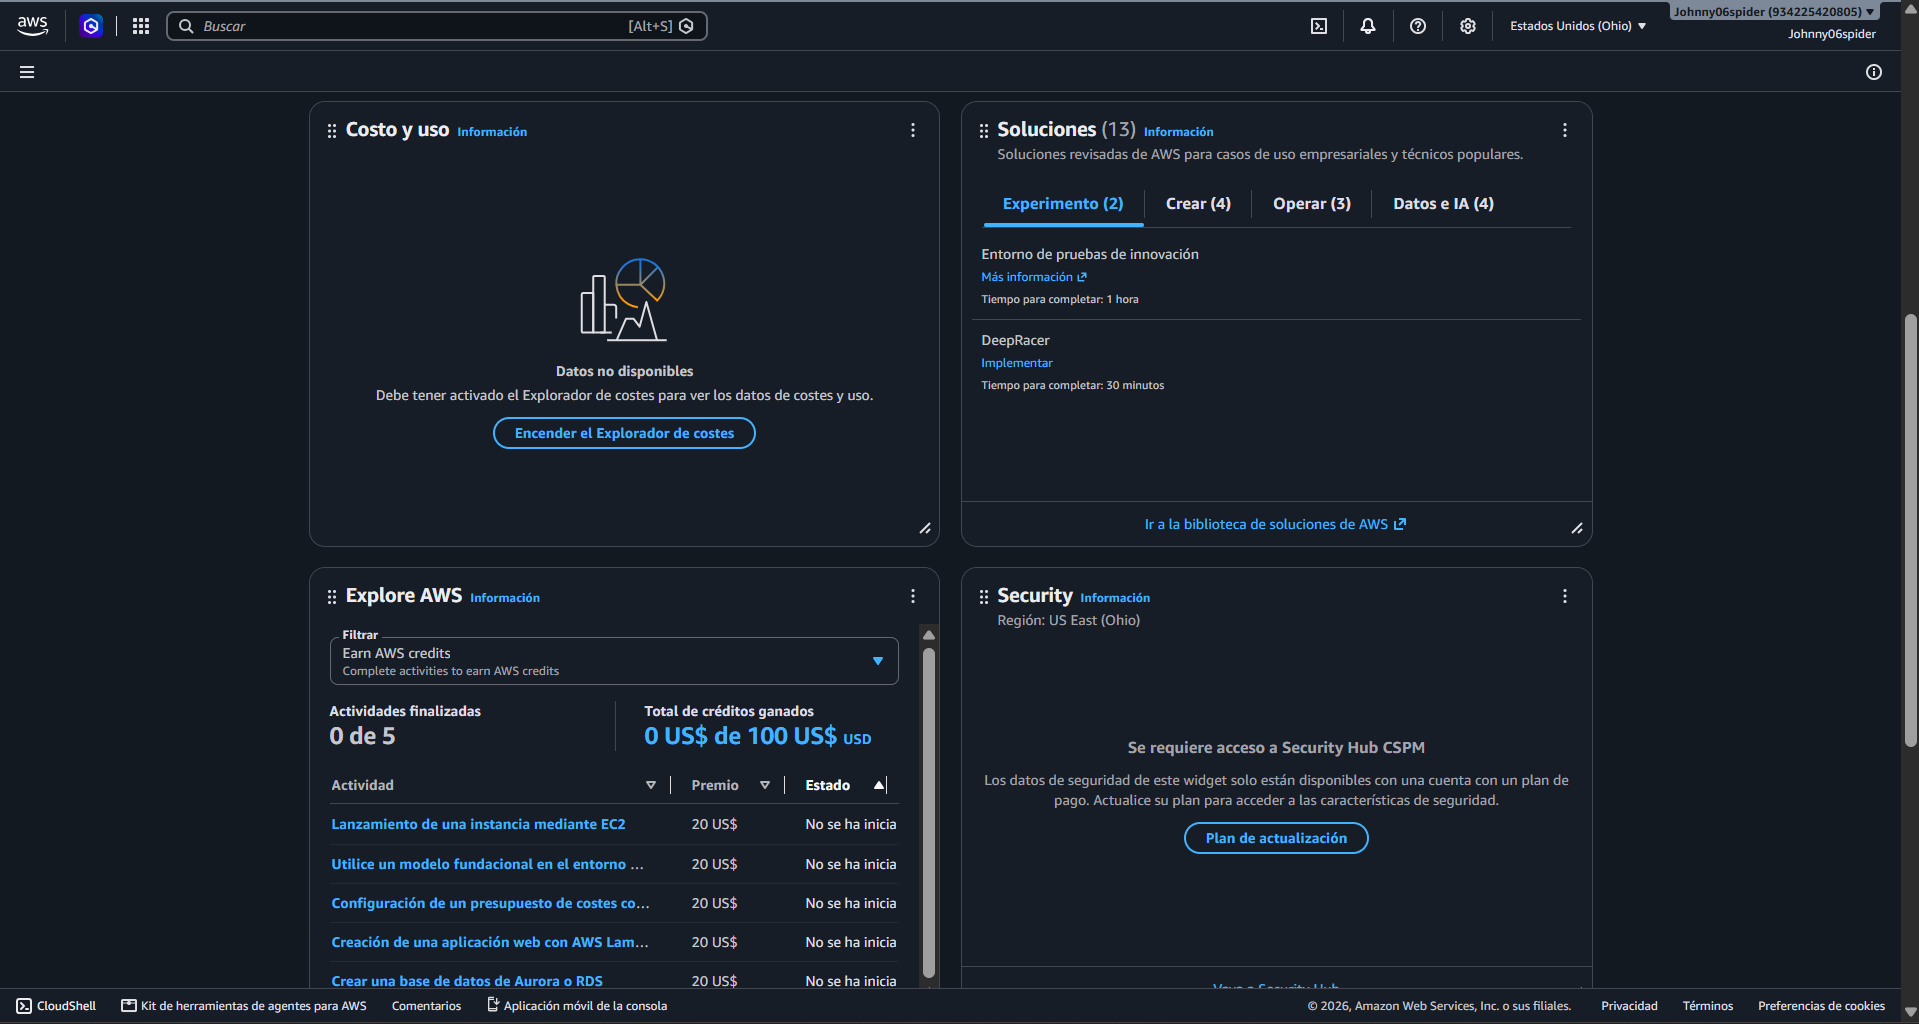 aws
Buscar
[Alt+S]
Estados Unidos (Ohio)
Johnny06spider (934225420805)
Johnny06spider
Costo y uso Información
Datos no disponibles
Debe tener activado el Explorador de costes para ver los datos de costes y uso.
Encender el Explorador de costes
Soluciones (13) Información
Soluciones revisadas de AWS para casos de uso empresariales y técnicos populares.
Experimento (2)
Crear (4)
Operar (3)
Datos e IA (4)
Entorno de pruebas de innovación
Más información
Tiempo para completar: 1 hora
DeepRacer
Implementar
Tiempo para completar: 30 minutos
Ir a la biblioteca de soluciones de AWS
Explore AWS Información
Filtrar
Earn AWS credits
Complete activities to earn AWS credits
Actividades finalizadas
0 de 5
Total de créditos ganados
0 US$ de 100 US$ USD
Actividad Premio Estado
Lanzamiento de una instancia mediante EC2 20 US$ No se ha inicia
Utilice un modelo fundacional en el entorno ... 20 US$ No se ha inicia
Configuración de un presupuesto de costes co... 20 US$ No se ha inicia
Creación de una aplicación web con AWS Lam... 20 US$ No se ha inicia
Crear una base de datos de Aurora o RDS 20 US$ No se ha inicia
Security Información
Región: US East (Ohio)
Se requiere acceso a Security Hub CSPM
Los datos de seguridad de este widget solo están disponibles con una cuenta con un plan de
pago. Actualice su plan para acceder a las características de seguridad.
Plan de actualización
CloudShell
Kit de herramientas de agentes para AWS
Comentarios
Aplicación móvil de la consola
© 2026, Amazon Web Services, Inc. o sus filiales.
Privacidad
Términos
Preferencias de cookies